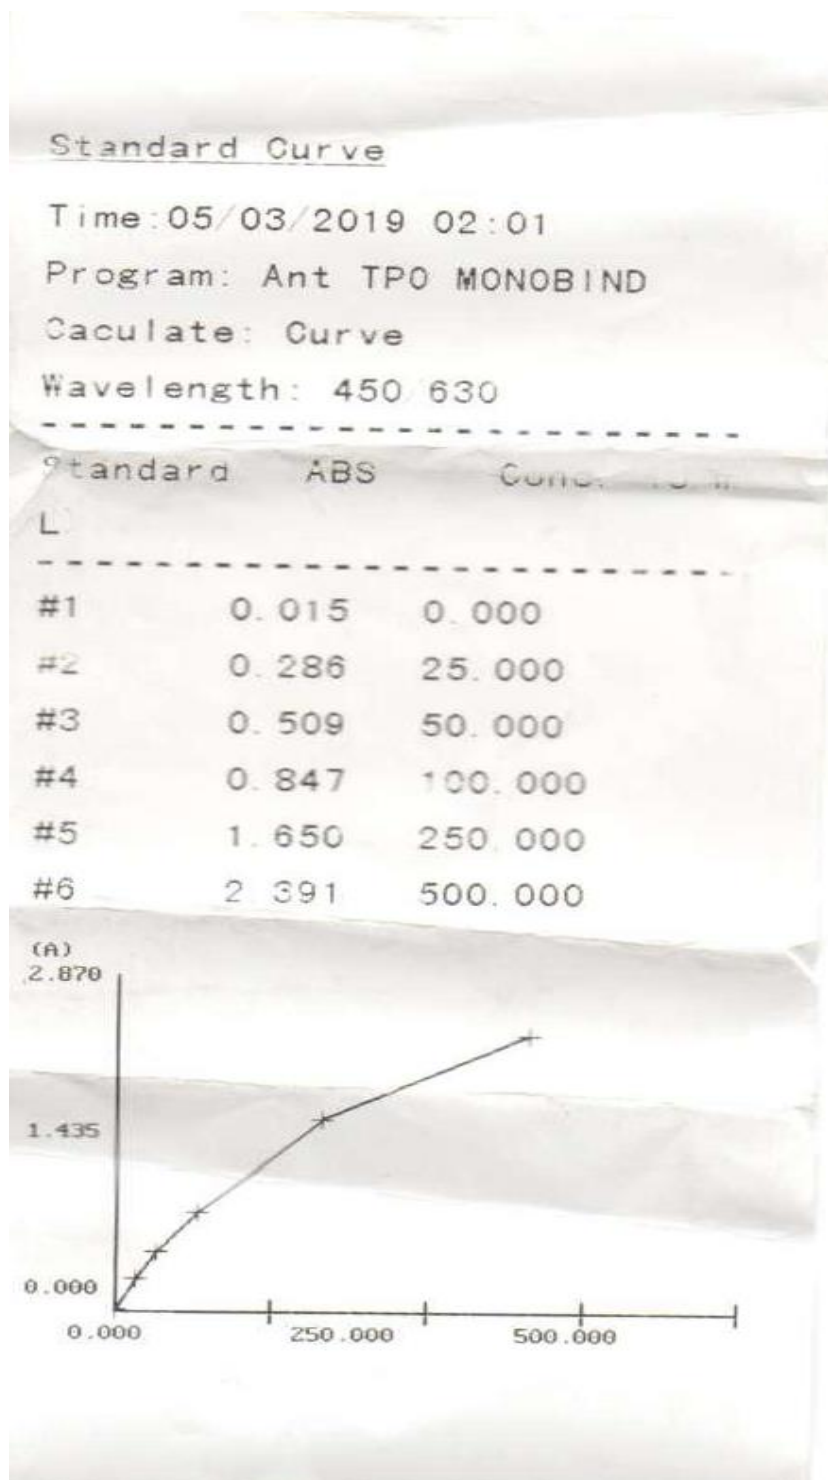 Standard Curve
Time:05/03/2019 02:01
Program: Ant TPO MONOBIND
Caculate: Curve
Wavelength: 450/630
Standard ABS Conc.
L)
#1 0.015 0.000
#2 0.286 25.000
#3 0.509 50.000
#4 0.847 100.000
#5 1.650 250.000
#6 2.391 500.000
(A)
2.870
1.435
0.000
0.000 250.000 500.000